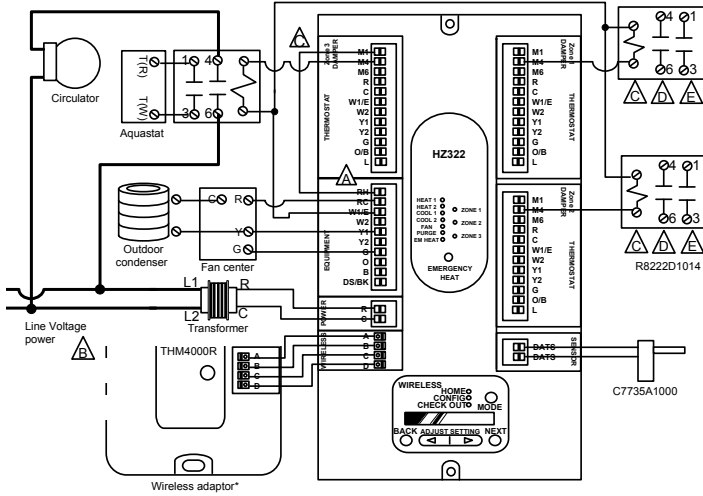 Circulator
T(R)
T(W)
Aquastat
1
4
3
6
C
Zone 3
DAMPER
THERMOSTAT
M1
M4
M6
R
C
W1/E
W2
Y1
Y2
G
O/B
L
A
EQUIPMENT
RH
RC
W1/E
W2
Y1
Y2
G
O
B
DS/BK
POWER
R
C
WIRELESS
A
B
C
D
HZ322
HEAT 1
HEAT 2
COOL 1
COOL 2
FAN
PURGE
EM HEAT
ZONE 1
ZONE 2
ZONE 3
EMERGENCY
HEAT
WIRELESS
HOME
CONFIG
CHECK OUT
MODE
BACK
ADJUST SETTING
NEXT
M1
M4
M6
R
C
W1/E
W2
Y1
Y2
G
O/B
L
DAMPER
THERMOSTAT
M1
M4
M6
R
C
W1/E
W2
Y1
Y2
G
O/B
L
Zone 2
DAMPER
THERMOSTAT
DATS
DATS
SENSOR
C7735A1000
4
1
6
3
C
D
E
4
1
6
3
C
D
E
R8222D1014
Outdoor
condenser
C
R
Y
G
Fan center
L1
L2
R
C
Transformer
Line Voltage
power
B
THM4000R
A
B
C
D
Wireless adaptor*